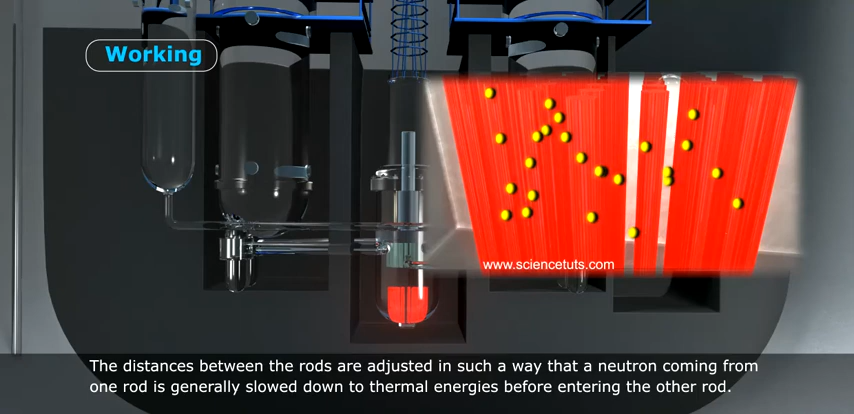 Working
www.sciencetuts.com
The distances between the rods are adjusted in such a way that a neutron coming from
one rod is generally slowed down to thermal energies before entering the other rod.